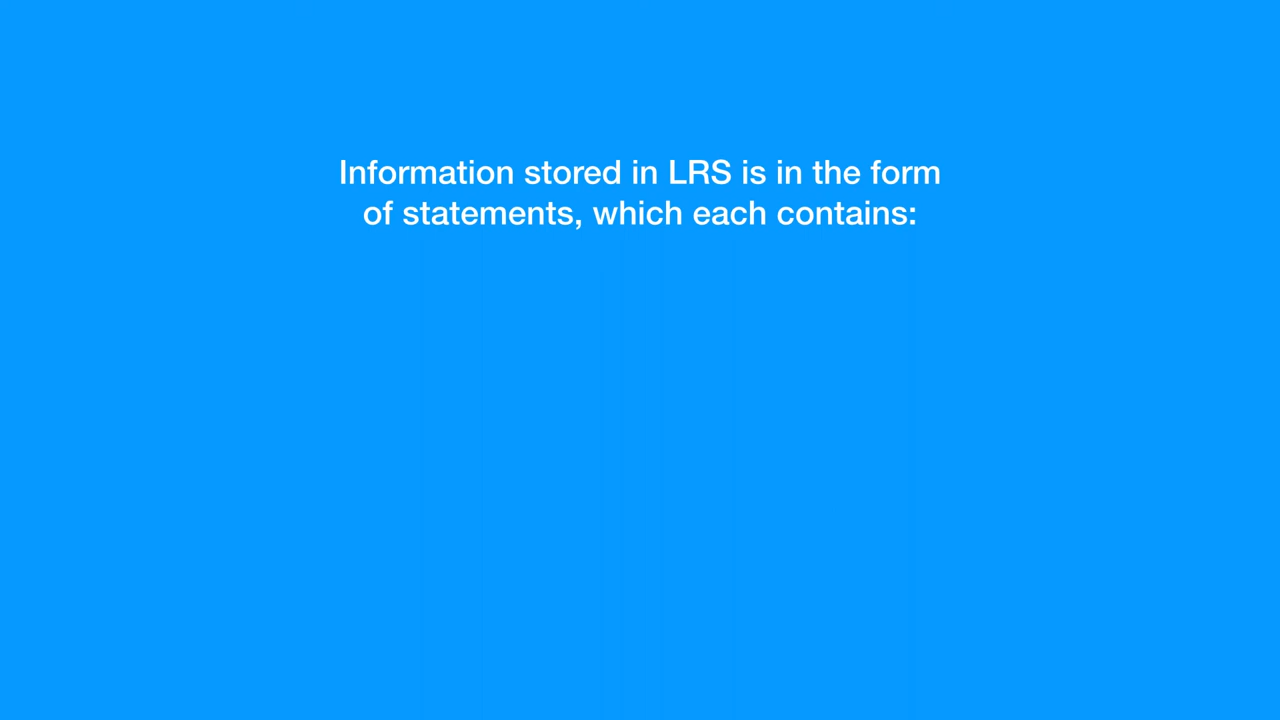 Information stored in LRS is in the form
of statements, which each contains: